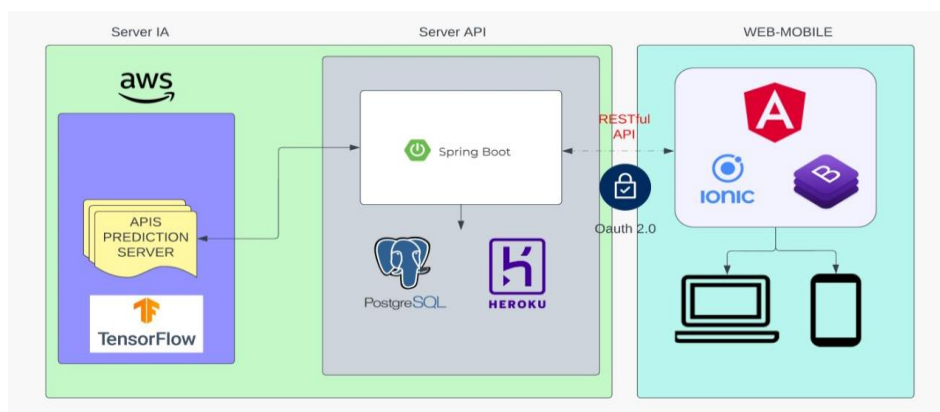 Server IA
Server API
WEB-MOBILE
aws
APIS
PREDICTION
SERVER
TensorFlow
Spring Boot
PostgreSQL
HEROKU
RESTful
API
Oauth 2.0
A
IONIC
B